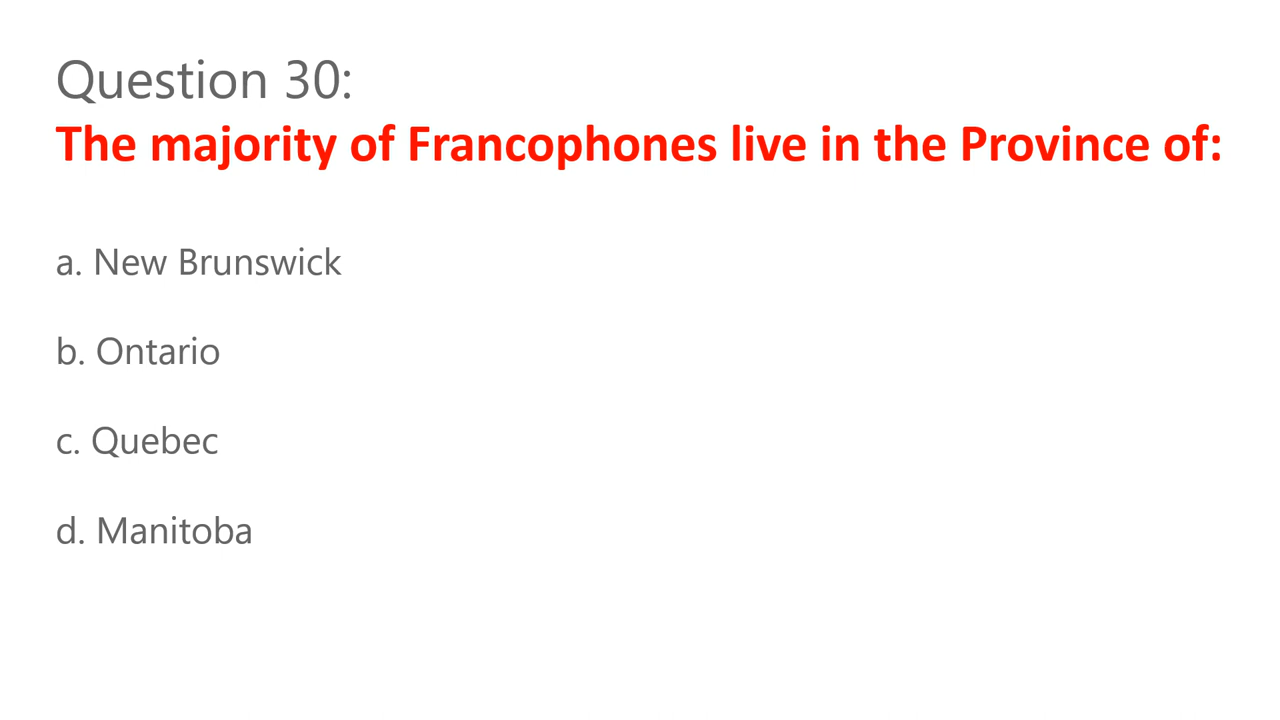 Question 30:
The majority of Francophones live in the Province of:
a. New Brunswick
b. Ontario
c. Quebec
d. Manitoba